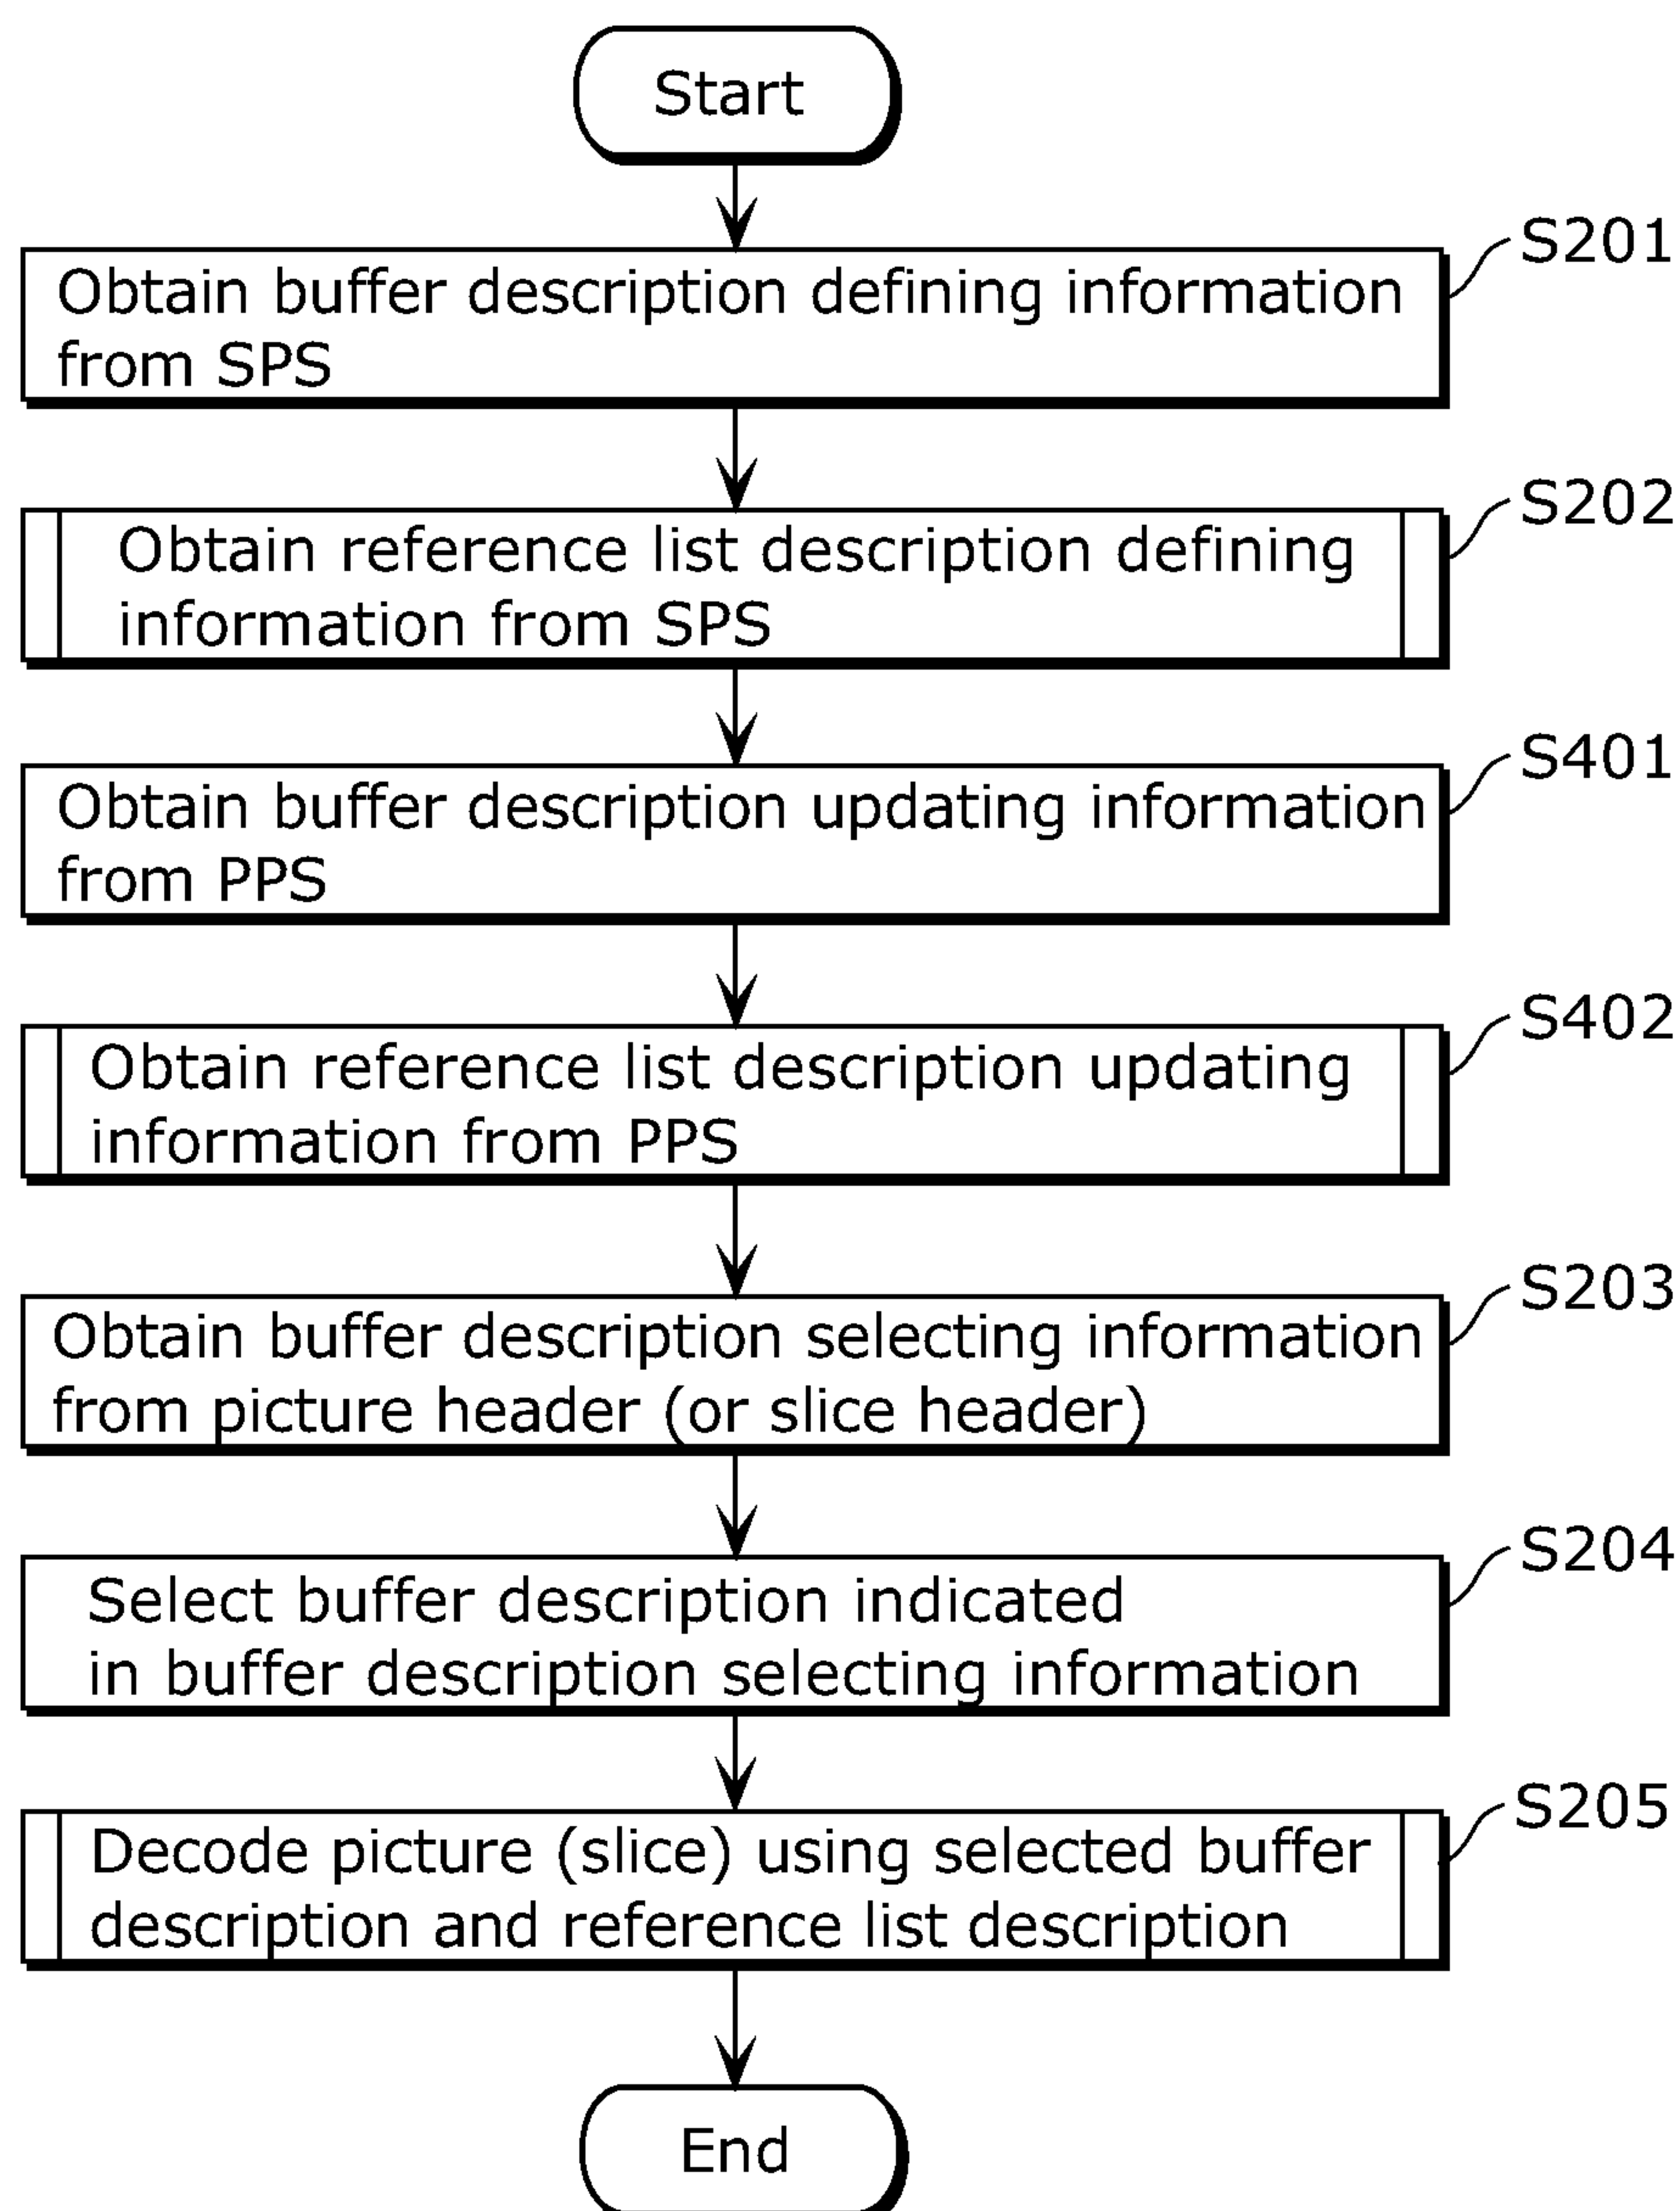 Start
S201
Obtain buffer description defining information
from SPS
S202
Obtain reference list description defining
information from SPS
S401
Obtain buffer description updating information
from PPS
S402
Obtain reference list description updating
information from PPS
S203
Obtain buffer description selecting information
from picture header (or slice header)
S204
Select buffer description indicated
in buffer description selecting information
S205
Decode picture (slice) using selected buffer
description and reference list description
End